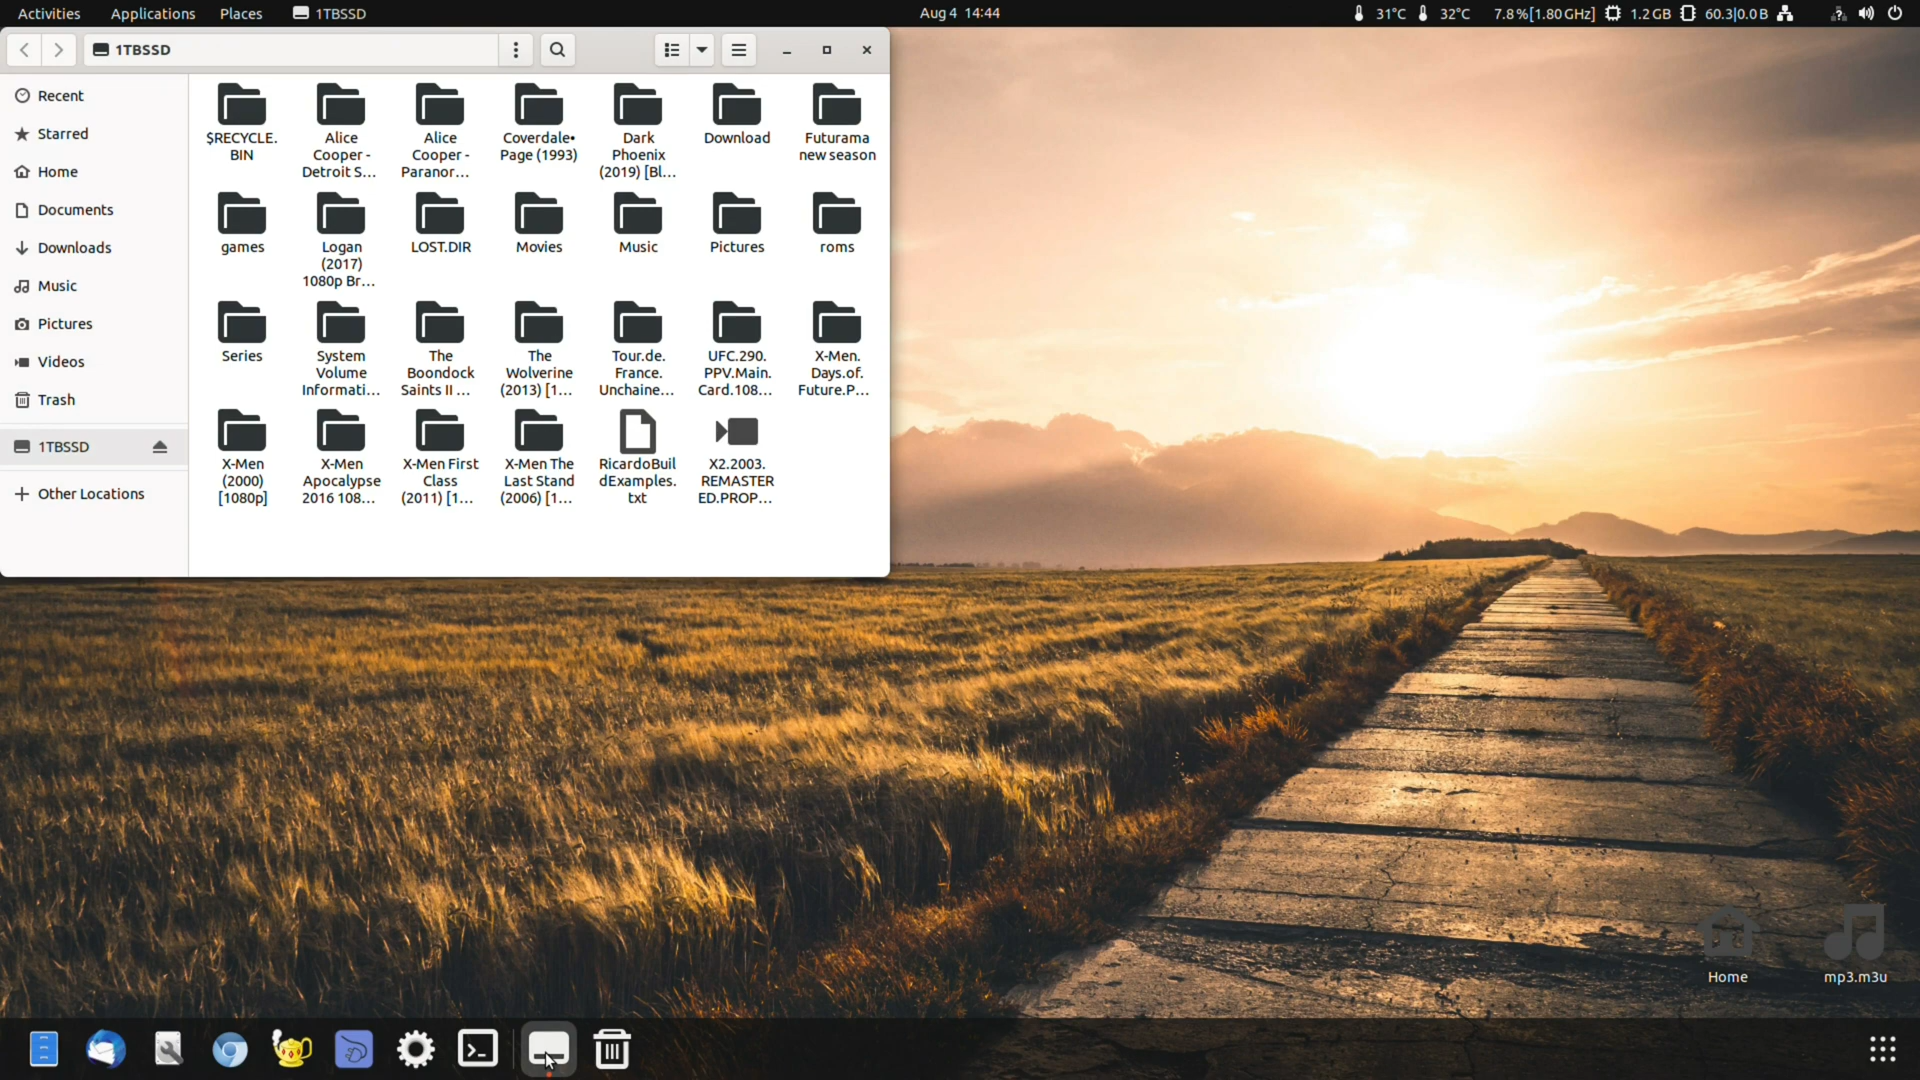 Activities Applications Places 1TBSSD Aug 4 14:44 31°C 32°C 7.8%[1.80 GHz] 1.2 GB 60.3|0.0 B
1TBSSD
Recent
Starred
Home
Documents
Downloads
Music
Pictures
Videos
Trash
1TBSSD
Other Locations
$RECYCLE.
BIN
Alice
Cooper -
Detroit S...
Alice
Cooper -
Paranor...
Coverdale•
Page (1993)
Dark
Phoenix
(2019) [Bl...
Download
Futurama
new season
games
Logan
(2017)
1080p Br...
LOST.DIR
Movies
Music
Pictures
roms
Series
System
Volume
Informati...
The
Boondock
Saints II ...
The
Wolverine
(2013) [1...
Tour.de.
France.
Unchaine...
UFC.290.
PPV.Main.
Card.108...
X-Men.
Days.of.
Future.P...
X-Men
(2000)
[1080p]
X-Men
Apocalypse
2016 108...
X-Men First
Class
(2011) [1...
X-Men The
Last Stand
(2006) [1...
RicardoBuil
dExamples.
txt
X2.2003.
REMASTER
ED.PROP...
Home
mp3.m3u